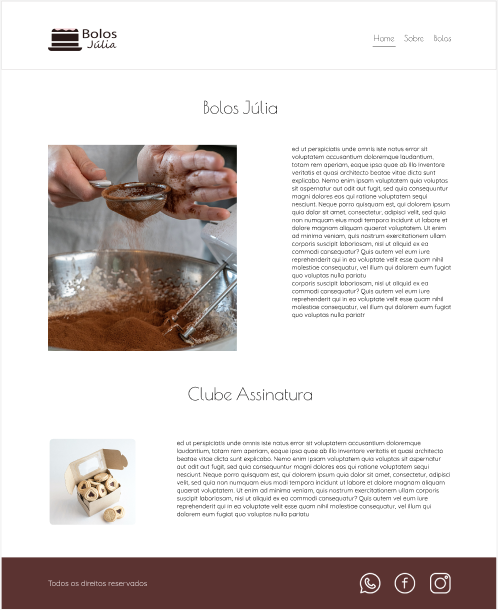 Bolos
Júlia
Home Sobre Bolos
Bolos Júlia
ed ut perspiciatis unde omnis iste natus error sit
voluptatem accusantium doloremque laudantium,
totam rem aperiam, eaque ipsa quae ab illo inventore
veritatis et quasi architecto beatae vitae dicta sunt
explicabo. Nemo enim ipsam voluptatem quia voluptas
sit aspernatur aut odit aut fugit, sed quia consequuntur
magni dolores eos qui ratione voluptatem sequi
nesciunt. Neque porro quisquam est, qui dolorem ipsum
quia dolor sit amet, consectetur, adipisci velit, sed quia
non numquam eius modi tempora incidunt ut labore et
dolore magnam aliquam quaerat voluptatem. Ut enim
ad minima veniam, quis nostrum exercitationem ullam
corporis suscipit laboriosam, nisi ut aliquid ex ea
commodi consequatur? Quis autem vel eum iure
reprehenderit qui in ea voluptate velit esse quam nihil
molestiae consequatur, vel illum qui dolorem eum fugiat
quo voluptas nulla pariatu
corporis suscipit laboriosam, nisi ut aliquid ex ea
commodi consequatur? Quis autem vel eum iure
reprehenderit qui in ea voluptate velit esse quam nihil
molestiae consequatur, vel illum qui dolorem eum fugiat
quo voluptas nulla pariatr
Clube Assinatura
ed ut perspiciatis unde omnis iste natus error sit voluptatem accusantium doloremque
laudantium, totam rem aperiam, eaque ipsa quae ab illo inventore veritatis et quasi architecto
beatae vitae dicta sunt explicabo. Nemo enim ipsam voluptatem quia voluptas sit aspernatur
aut odit aut fugit, sed quia consequuntur magni dolores eos qui ratione voluptatem sequi
nesciunt. Neque porro quisquam est, qui dolorem ipsum quia dolor sit amet, consectetur, adipisci
velit, sed quia non numquam eius modi tempora incidunt ut labore et dolore magnam aliquam
quaerat voluptatem. Ut enim ad minima veniam, quis nostrum exercitationem ullam corporis
suscipit laboriosam, nisi ut aliquid ex ea commodi consequatur? Quis autem vel eum iure
reprehenderit qui in ea voluptate velit esse quam nihil molestiae consequatur, vel illum qui
dolorem eum fugiat quo voluptas nulla pariatu
Todos os direitos reservados